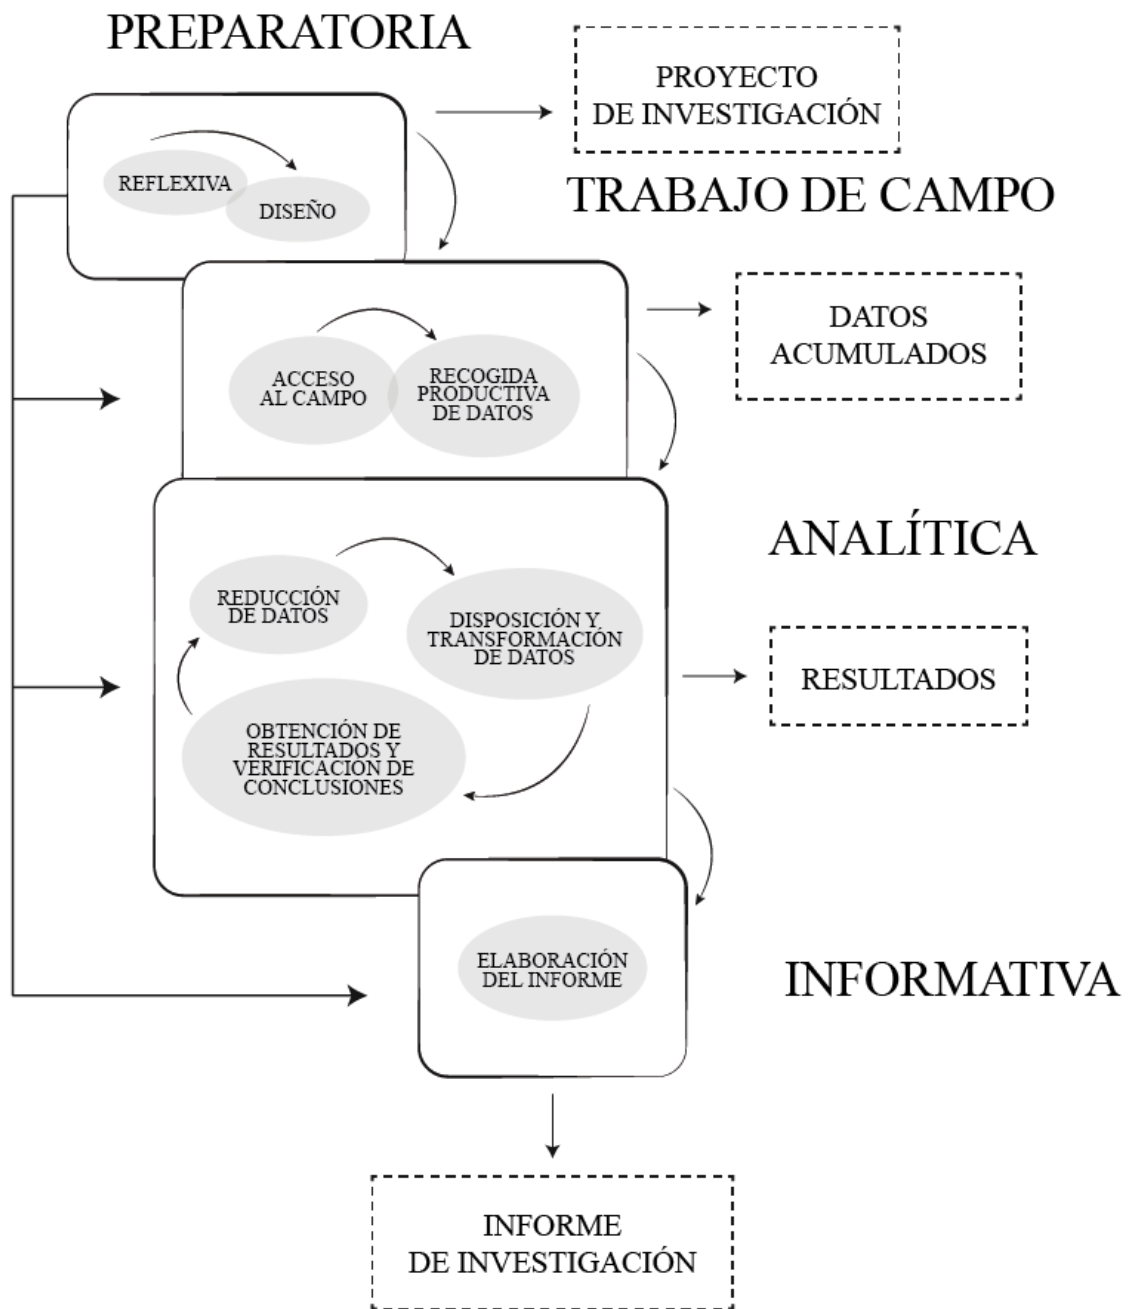 PREPARATORIA
PROYECTO
DE INVESTIGACIÓN
REFLEXIVA
DISEÑO
TRABAJO DE CAMPO
DATOS
ACUMULADOS
ACCESO
AL CAMPO
RECOGIDA
PRODUCTIVA
DE DATOS
ANALÍTICA
REDUCCIÓN
DE DATOS
DISPOSICIÓN Y
TRANSFORMACIÓN
DE DATOS
RESULTADOS
OBTENCIÓN DE
RESULTADOS Y
VERIFICACIÓN DE
CONCLUSIONES
ELABORACIÓN
DEL INFORME
INFORMATIVA
INFORME
DE INVESTIGACIÓN